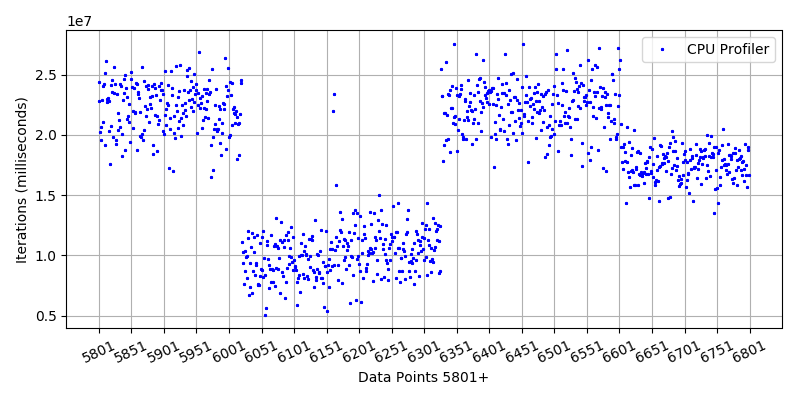 1e7
CPU Profiler
2.5
2.0
1.5
1.0
0.5
Iterations (milliseconds)
5801 5851 5901 5951 6001 6051 6101 6151 6201 6251 6301 6351 6401 6451 6501 6551 6601 6651 6701 6751 6801
Data Points 5801+